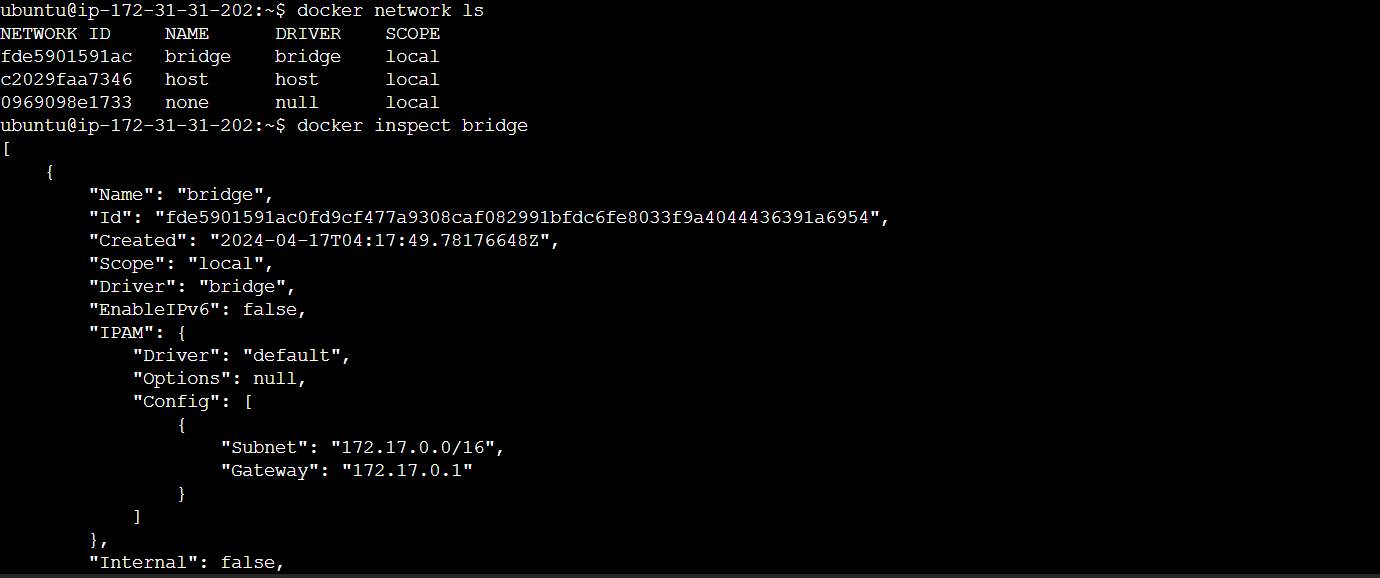 ubuntu@ip-172-31-31-202:~$ docker network ls
NETWORK ID     NAME      DRIVER    SCOPE
fde5901591ac   bridge    bridge    local
c2029faa7346   host      host      local
0969098e1733   none      null      local
ubuntu@ip-172-31-31-202:~$ docker inspect bridge
[
    {
        "Name": "bridge",
        "Id": "fde5901591ac0fd9cf477a9308caf082991bfdc6fe8033f9a4044436391a6954",
        "Created": "2024-04-17T04:17:49.78176648Z",
        "Scope": "local",
        "Driver": "bridge",
        "EnableIPv6": false,
        "IPAM": {
            "Driver": "default",
            "Options": null,
            "Config": [
                {
                    "Subnet": "172.17.0.0/16",
                    "Gateway": "172.17.0.1"
                }
            ]
        },
        "Internal": false,